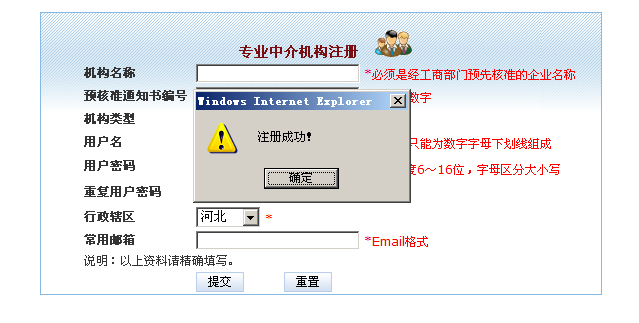 专业中介机构注册
机构名称 *必须是经工商部门预先核准的企业名称
预核准通知书编号 数字
Windows Internet Explorer
机构类型
注册成功!
用户名 只能为数字字母下划线组成
用户密码 6～16位，字母区分大小写
确定
重复用户密码
行政辖区 河北 *
常用邮箱 *Email格式
说明：以上资料请精确填写。
提交 重置